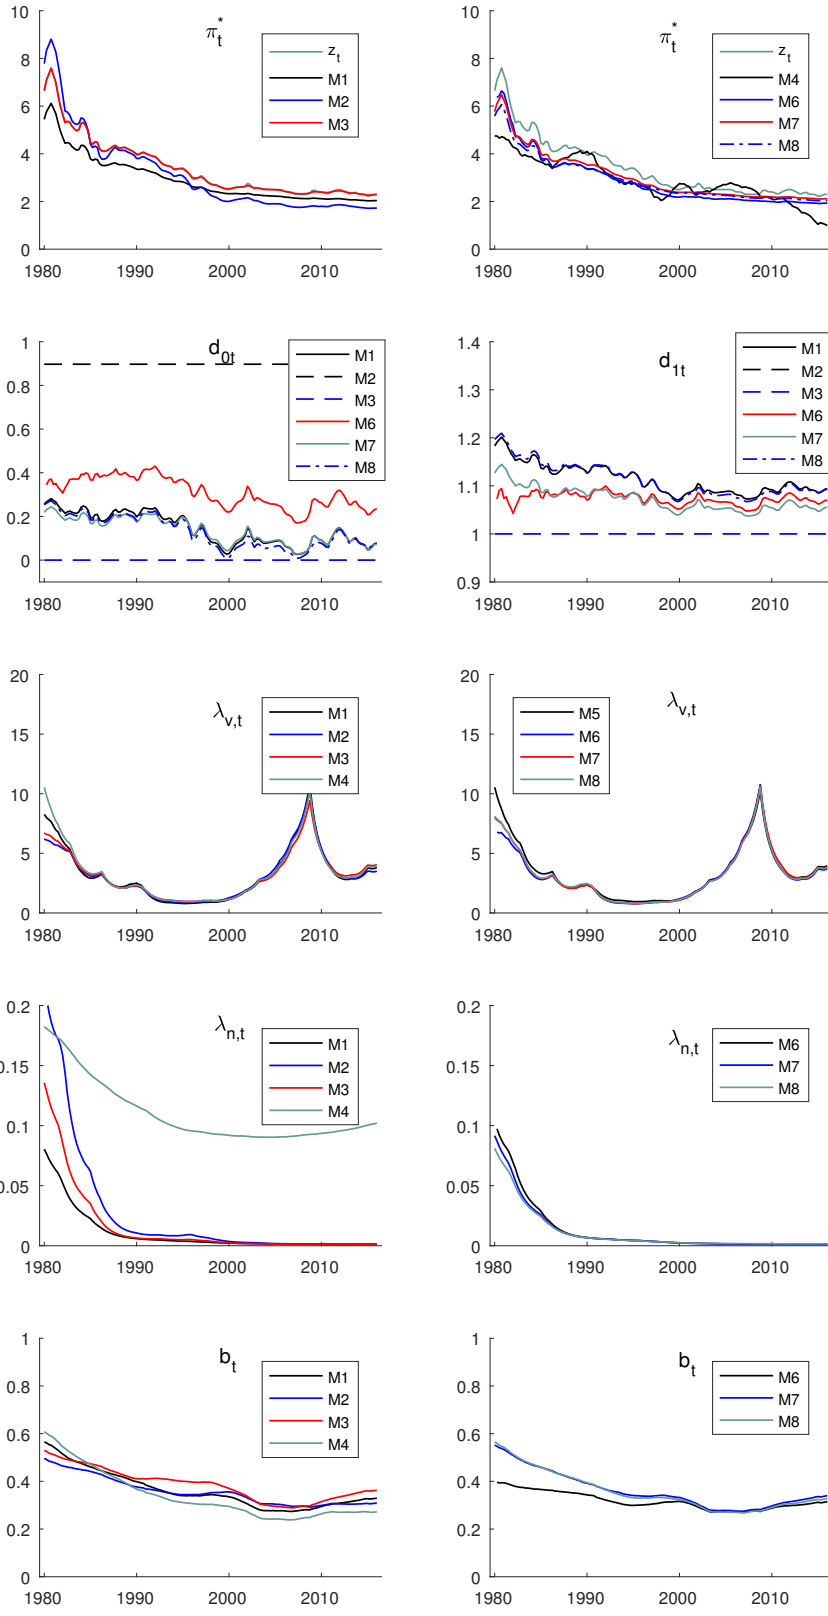 π*t
zt
M1
M2
M3
10
8
6
4
2
0
1980 1990 2000 2010
π*t
zt
M4
M6
M7
M8
10
8
6
4
2
0
1980 1990 2000 2010
d0t
M1
M2
M3
M6
M7
M8
1
0.8
0.6
0.4
0.2
0
1980 1990 2000 2010
d1t
M1
M2
M3
M6
M7
M8
1.4
1.3
1.2
1.1
1
0.9
1980 1990 2000 2010
λv,t
M1
M2
M3
M4
20
15
10
5
0
1980 1990 2000 2010
λv,t
M5
M6
M7
M8
20
15
10
5
0
1980 1990 2000 2010
λn,t
M1
M2
M3
M4
0.2
0.15
0.1
0.05
0
1980 1990 2000 2010
λn,t
M6
M7
M8
0.2
0.15
0.1
0.05
0
1980 1990 2000 2010
bt
M1
M2
M3
M4
1
0.8
0.6
0.4
0.2
0
1980 1990 2000 2010
bt
M6
M7
M8
1
0.8
0.6
0.4
0.2
0
1980 1990 2000 2010